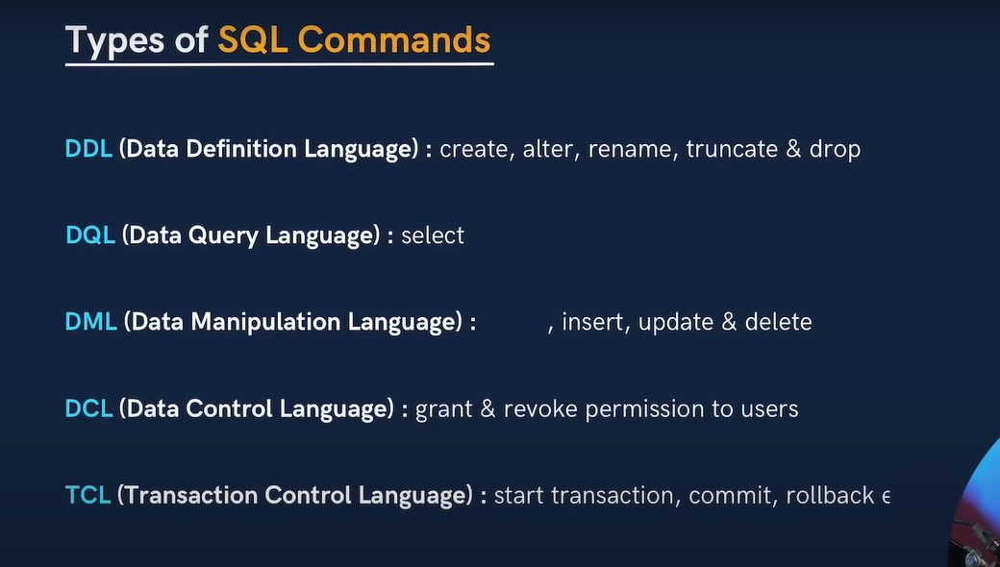 Types of SQL Commands
DDL (Data Definition Language) : create, alter, rename, truncate & drop
DQL (Data Query Language) : select
DML (Data Manipulation Language) : , insert, update & delete
DCL (Data Control Language) : grant & revoke permission to users
TCL (Transaction Control Language) : start transaction, commit, rollback